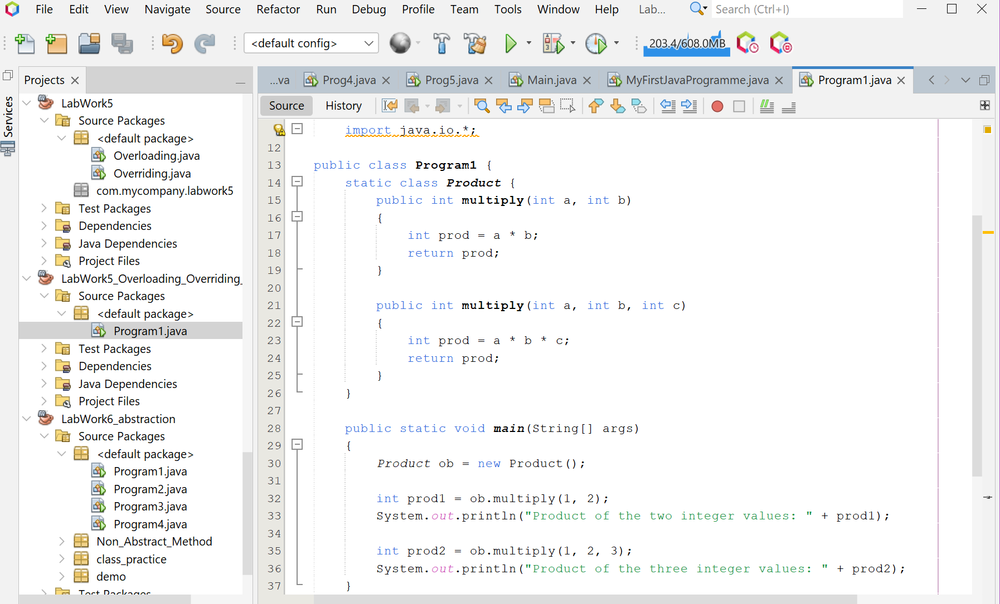 File Edit View Navigate Source Refactor Run Debug Profile Team Tools Window Help Lab... Search (Ctrl+I)
<default config> 203.4/608.0MB
Services
Projects
LabWork5
Source Packages
<default package>
Overloading.java
Overriding.java
com.mycompany.labwork5
Test Packages
Dependencies
Java Dependencies
Project Files
LabWork5_Overloading_Overriding_
Source Packages
<default package>
Program1.java
Test Packages
Dependencies
Java Dependencies
Project Files
LabWork6_abstraction
Source Packages
<default package>
Program1.java
Program2.java
Program3.java
Program4.java
Non_Abstract_Method
class_practice
demo
Test Packages
...va Prog4.java Prog5.java Main.java MyFirstJavaProgramme.java Program1.java
Source History
import java.io.*;
12
13 public class Program1 {
14 static class Product {
15 public int multiply(int a, int b)
16 {
17 int prod = a * b;
18 return prod;
19 }
20
21 public int multiply(int a, int b, int c)
22 {
23 int prod = a * b * c;
24 return prod;
25 }
26 }
27
28 public static void main(String[] args)
29 {
30 Product ob = new Product();
31
32 int prod1 = ob.multiply(1, 2);
33 System.out.println("Product of the two integer values: " + prod1);
34
35 int prod2 = ob.multiply(1, 2, 3);
36 System.out.println("Product of the three integer values: " + prod2);
37 }